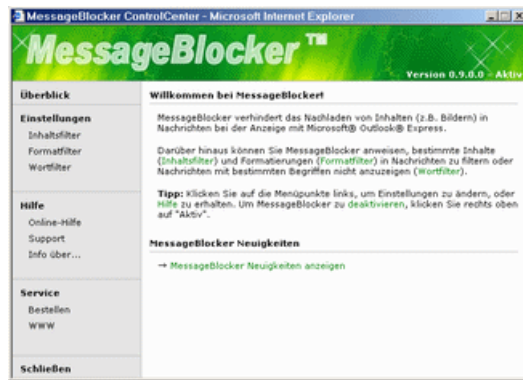 MessageBlocker ControlCenter - Microsoft Internet Explorer
MessageBlocker ™
Version 0.9.0.0 - Aktiv
Überblick
Einstellungen
Inhaltsfilter
Formatfilter
Wortfilter
Hilfe
Online-Hilfe
Support
Info über...
Service
Bestellen
WWW
Schließen
Willkommen bei MessageBlocker!
MessageBlocker verhindert das Nachladen von Inhalten (z.B. Bildern) in
Nachrichten bei der Anzeige mit Microsoft® Outlook® Express.
Darüber hinaus können Sie MessageBlocker anweisen, bestimmte Inhalte
(Inhaltsfilter) und Formatierungen (Formatfilter) in Nachrichten zu filtern oder
Nachrichten mit bestimmten Begriffen nicht anzuzeigen (Wortfilter).
Tipp: Klicken Sie auf die Menüpunkte links, um Einstellungen zu ändern, oder
Hilfe zu erhalten. Um MessageBlocker zu deaktivieren, klicken Sie rechts oben
auf "Aktiv".
MessageBlocker Neuigkeiten
→ MessageBlocker Neuigkeiten anzeigen